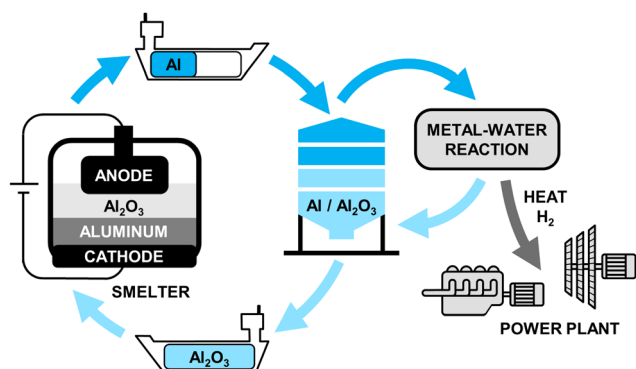 Al
METAL-WATER
REACTION
ANODE
Al₂O₃
ALUMINUM
CATHODE
SMELTER
Al / Al₂O₃
HEAT
H₂
POWER PLANT
Al₂O₃